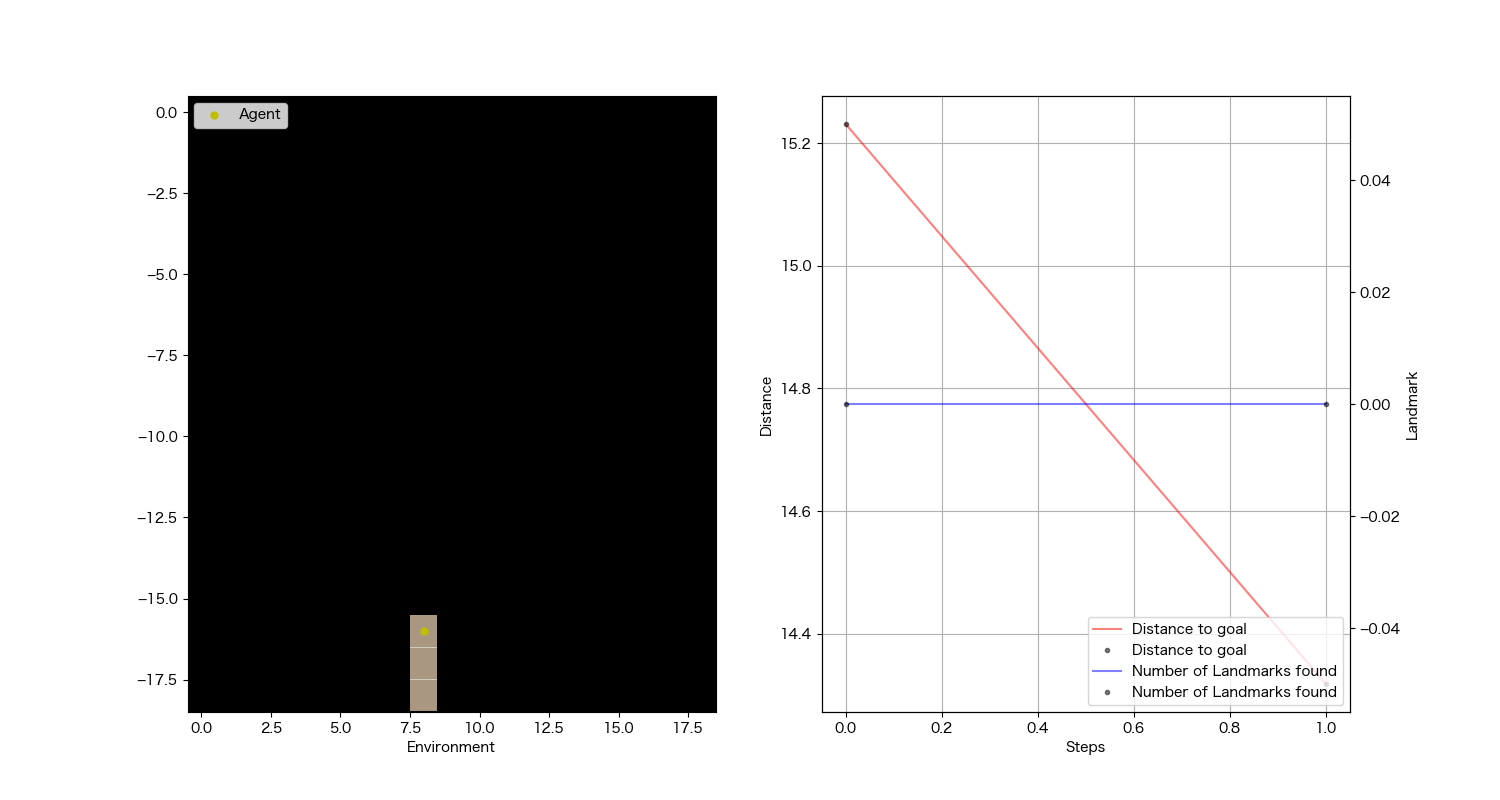 Agent
0.0
−2.5
−5.0
−7.5
−10.0
−12.5
−15.0
−17.5
0.0 2.5 5.0 7.5 10.0 12.5 15.0 17.5
Environment
15.2
15.0
14.8
14.6
14.4
Distance
0.04
0.02
0.00
−0.02
−0.04
Landmark
Distance to goal
Distance to goal
Number of Landmarks found
Number of Landmarks found
0.0 0.2 0.4 0.6 0.8 1.0
Steps